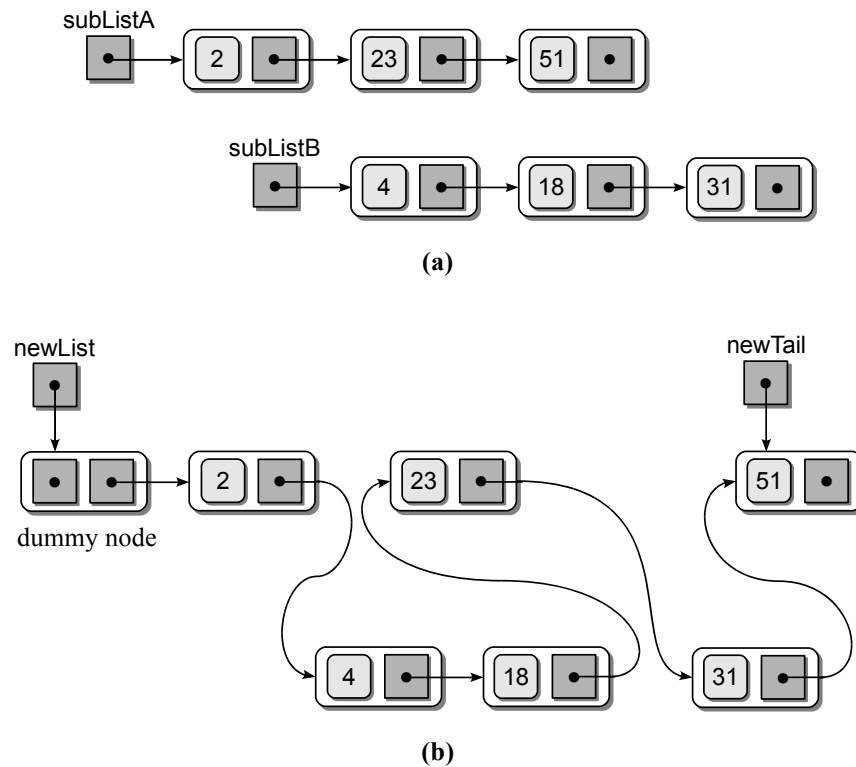 subListA
2 23 51
subListB
4 18 31
(a)
newList newTail
2 23 51
dummy node
4 18 31
(b)